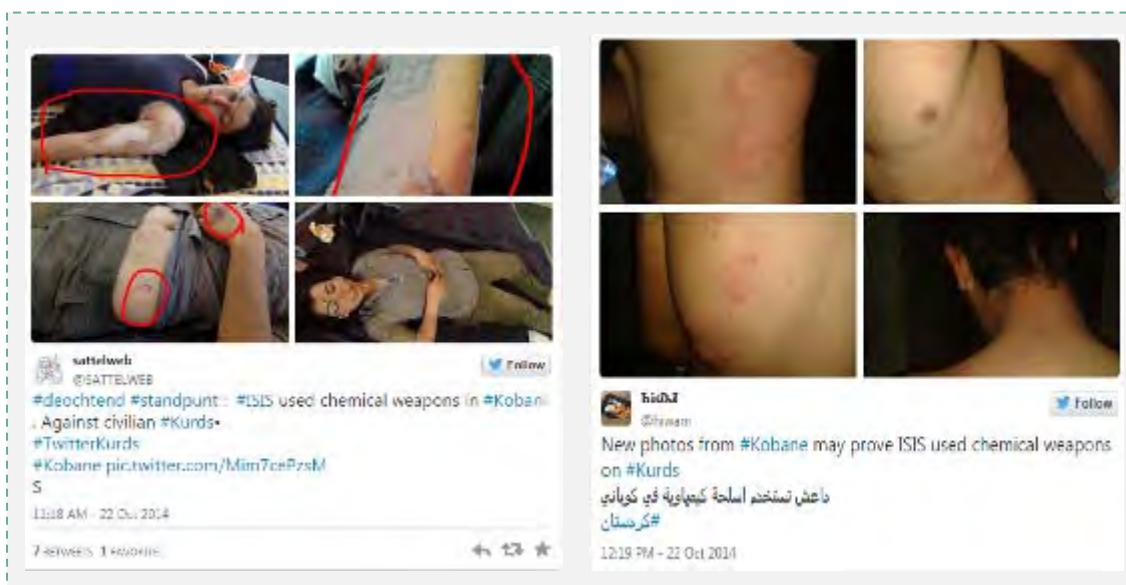 sattelweb
@SATTELWEB
Follow
#deochtend #standpunt : #ISIS used chemical weapons in #Koban
. Against civilian #Kurds•
#TwitterKurds
#Kobane pic.twitter.com/Mim7cePzsM
S
11:18 AM - 22 Oct 2014
7 RETWEETS 1 FAVORITE
Follow
New photos from #Kobane may prove ISIS used chemical weapons
on #Kurds
داعش تستخدم اسلحة كيمياوية في كوباني
#كردستان
12:19 PM - 22 Oct 2014